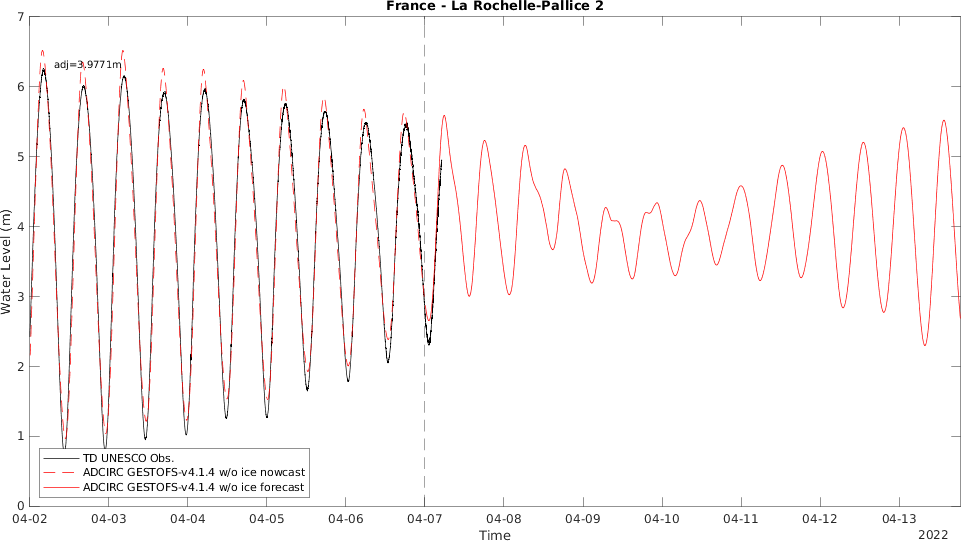 France - La Rochelle-Pallice 2
7
6
5
4
3
2
1
0
Water Level (m)
adj=3.9771m
TD UNESCO Obs.
ADCIRC GESTOFS-v4.1.4 w/o ice nowcast
ADCIRC GESTOFS-v4.1.4 w/o ice forecast
04-02 04-03 04-04 04-05 04-06 04-07 04-08 04-09 04-10 04-11 04-12 04-13
Time
2022